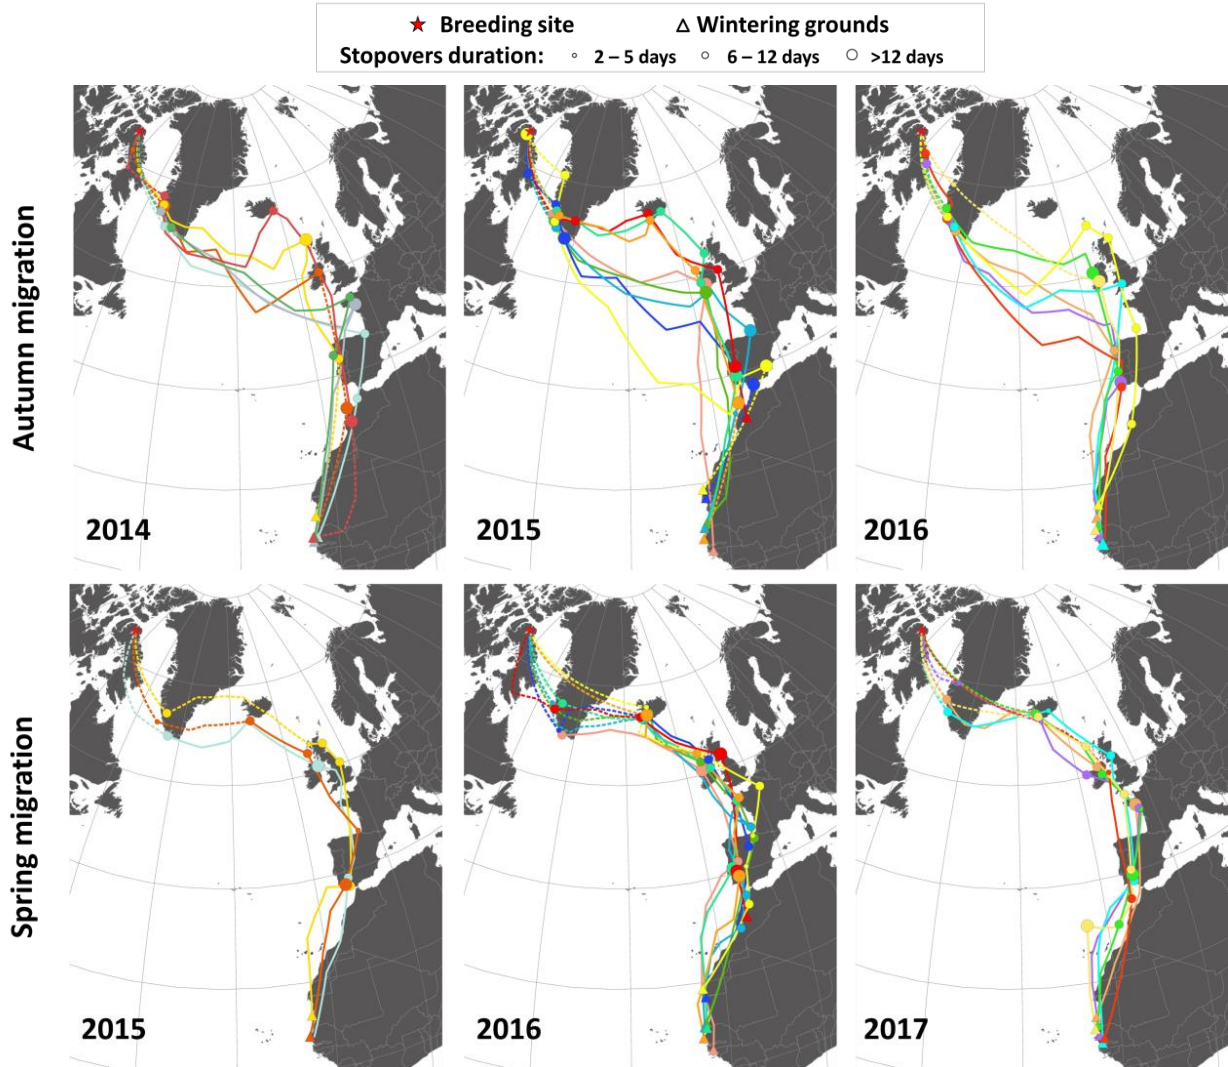 Breeding site Wintering grounds
Stopovers duration: 2 – 5 days 6 – 12 days >12 days
Autumn migration
2014
2015
2016
Spring migration
2015
2016
2017